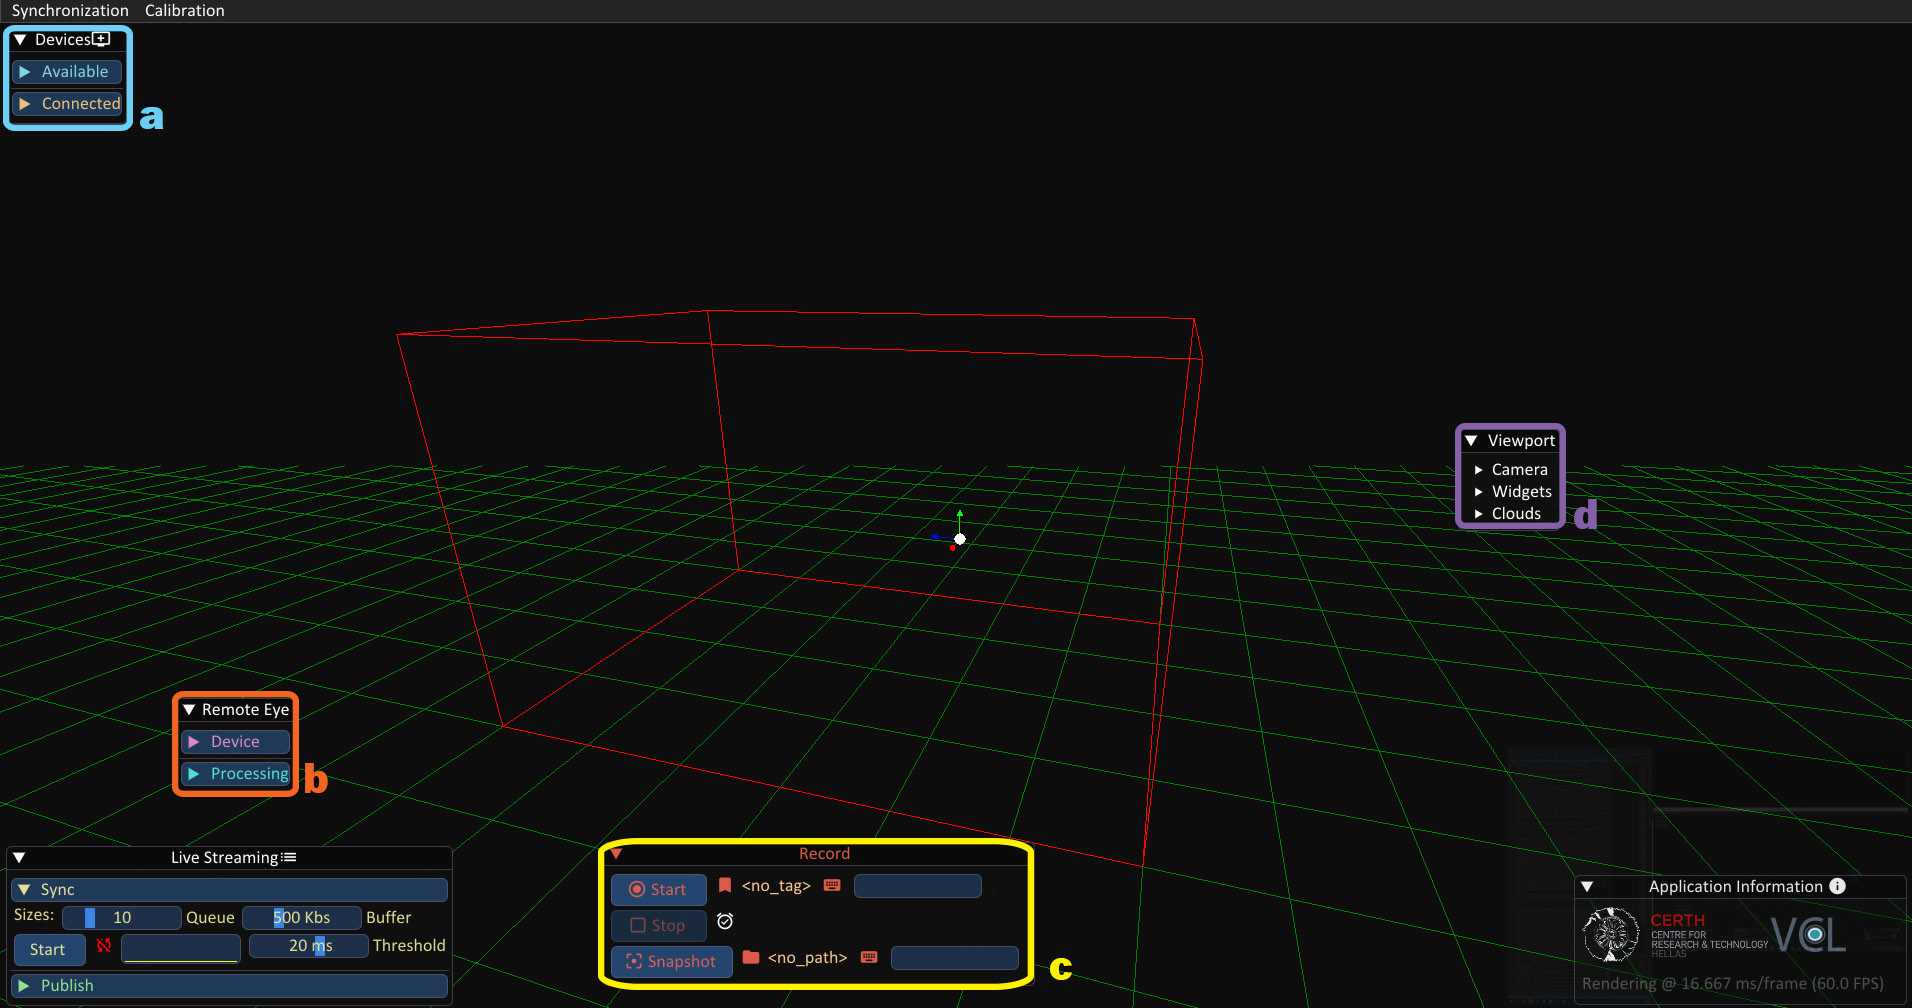 Synchronization Calibration
Devices
Available
Connected
a
Viewport
Camera
Widgets
Clouds
d
Remote Eye
Device
Processing
b
Live Streaming
Sync
Sizes: 10 Queue 500 Kbs Buffer
Start 20 ms Threshold
Publish
Record
Start <no_tag>
Stop
Snapshot <no_path>
c
Application Information
CERTH
CENTRE FOR
RESEARCH & TECHNOLOGY
HELLAS
VCL
Rendering @ 16.667 ms/frame (60.0 FPS)